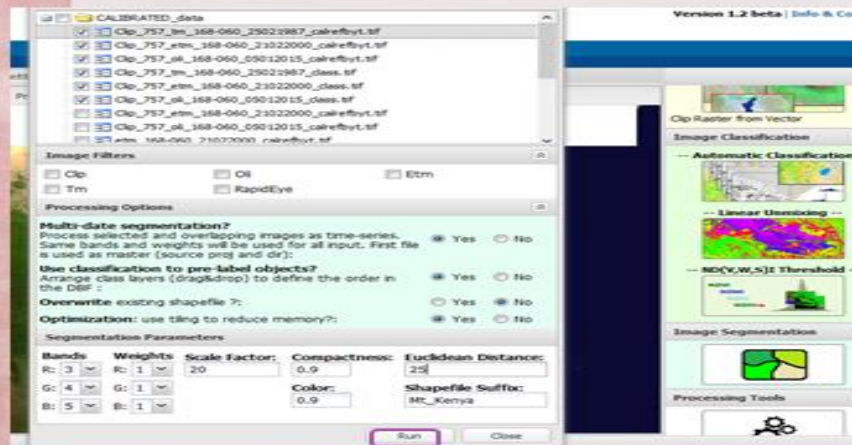 CALIBRATED_data
Clip_757_tm_168-060_25021987_calrefbyt.tif
Clip_757_etm_168-060_21022000_calrefbyt.tif
Clip_757_oli_168-060_05012015_calrefbyt.tif
Clip_757_tm_168-060_25021987_class.tif
Clip_757_etm_168-060_21022000_class.tif
Clip_757_oli_168-060_05012015_class.tif
Clip_757_etm_168-060_21022000_calrefbyt.tif
Clip_757_oli_168-060_05012015_calrefbyt.tif
etm_168-060_21022000_calrefbyt.tif
Image Filters
Clip
Oli
Etm
Tm
RapidEye
Processing Options
Multi-date segmentation?
Process selected and overlapping images as time-series.
Same bands and weights will be used for all input. First file
is used as master (source proj and dir):
Yes No
Use classification to pre-label objects?
Arrange class layers (drag&drop) to define the order in
the DBF :
Yes No
Overwrite existing shapefile ?: Yes No
Optimization: use tiling to reduce memory?: Yes No
Segmentation Parameters
Bands Weights Scale Factor: Compactness: Euclidean Distance:
R: 3 R: 1 20 0.9 25
G: 4 G: 1 Color: Shapefile Suffix:
B: 5 B: 1 0.9 Mt_Kenya
Run Close
Version 1.2 beta | Info & Co
Clip Raster from Vector
Image Classification
-- Automatic Classification
-- Linear Unmixing --
-- ND(V,W,S)I Threshold -
Image Segmentation
Processing Tools